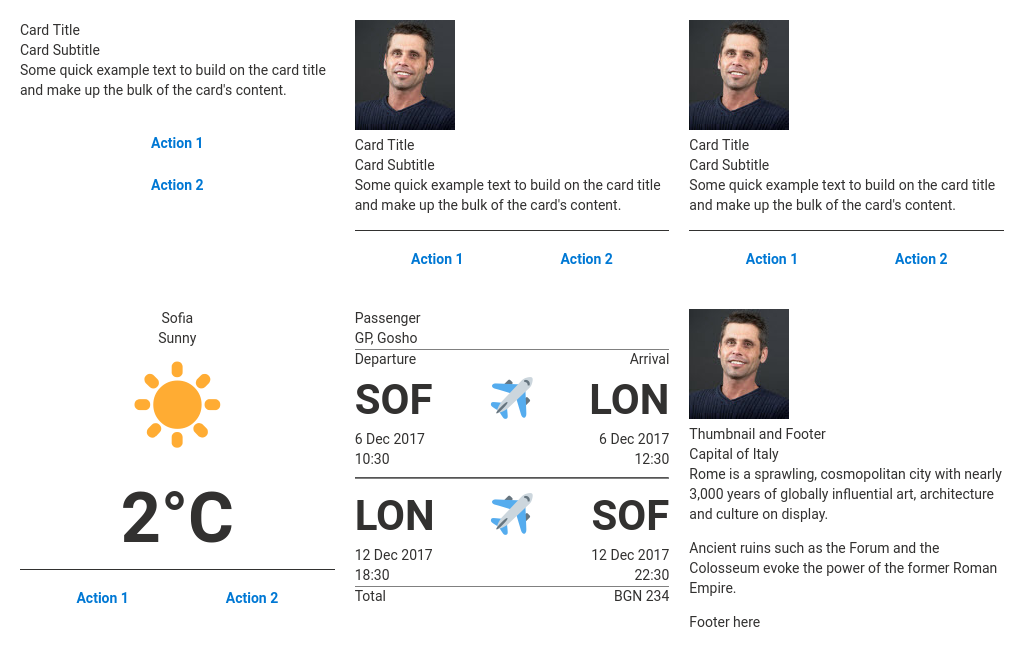 Card Title
Card Subtitle
Some quick example text to build on the card title
and make up the bulk of the card's content.
Action 1
Action 2
Card Title
Card Subtitle
Some quick example text to build on the card title
and make up the bulk of the card's content.
Action 1 Action 2
Card Title
Card Subtitle
Some quick example text to build on the card title
and make up the bulk of the card's content.
Action 1 Action 2
Sofia
Sunny
2°C
Action 1 Action 2
Passenger
GP, Gosho
Departure Arrival
SOF LON
6 Dec 2017 6 Dec 2017
10:30 12:30
LON SOF
12 Dec 2017 12 Dec 2017
18:30 22:30
Total BGN 234
Thumbnail and Footer
Capital of Italy
Rome is a sprawling, cosmopolitan city with nearly
3,000 years of globally influential art, architecture
and culture on display.
Ancient ruins such as the Forum and the
Colosseum evoke the power of the former Roman
Empire.
Footer here